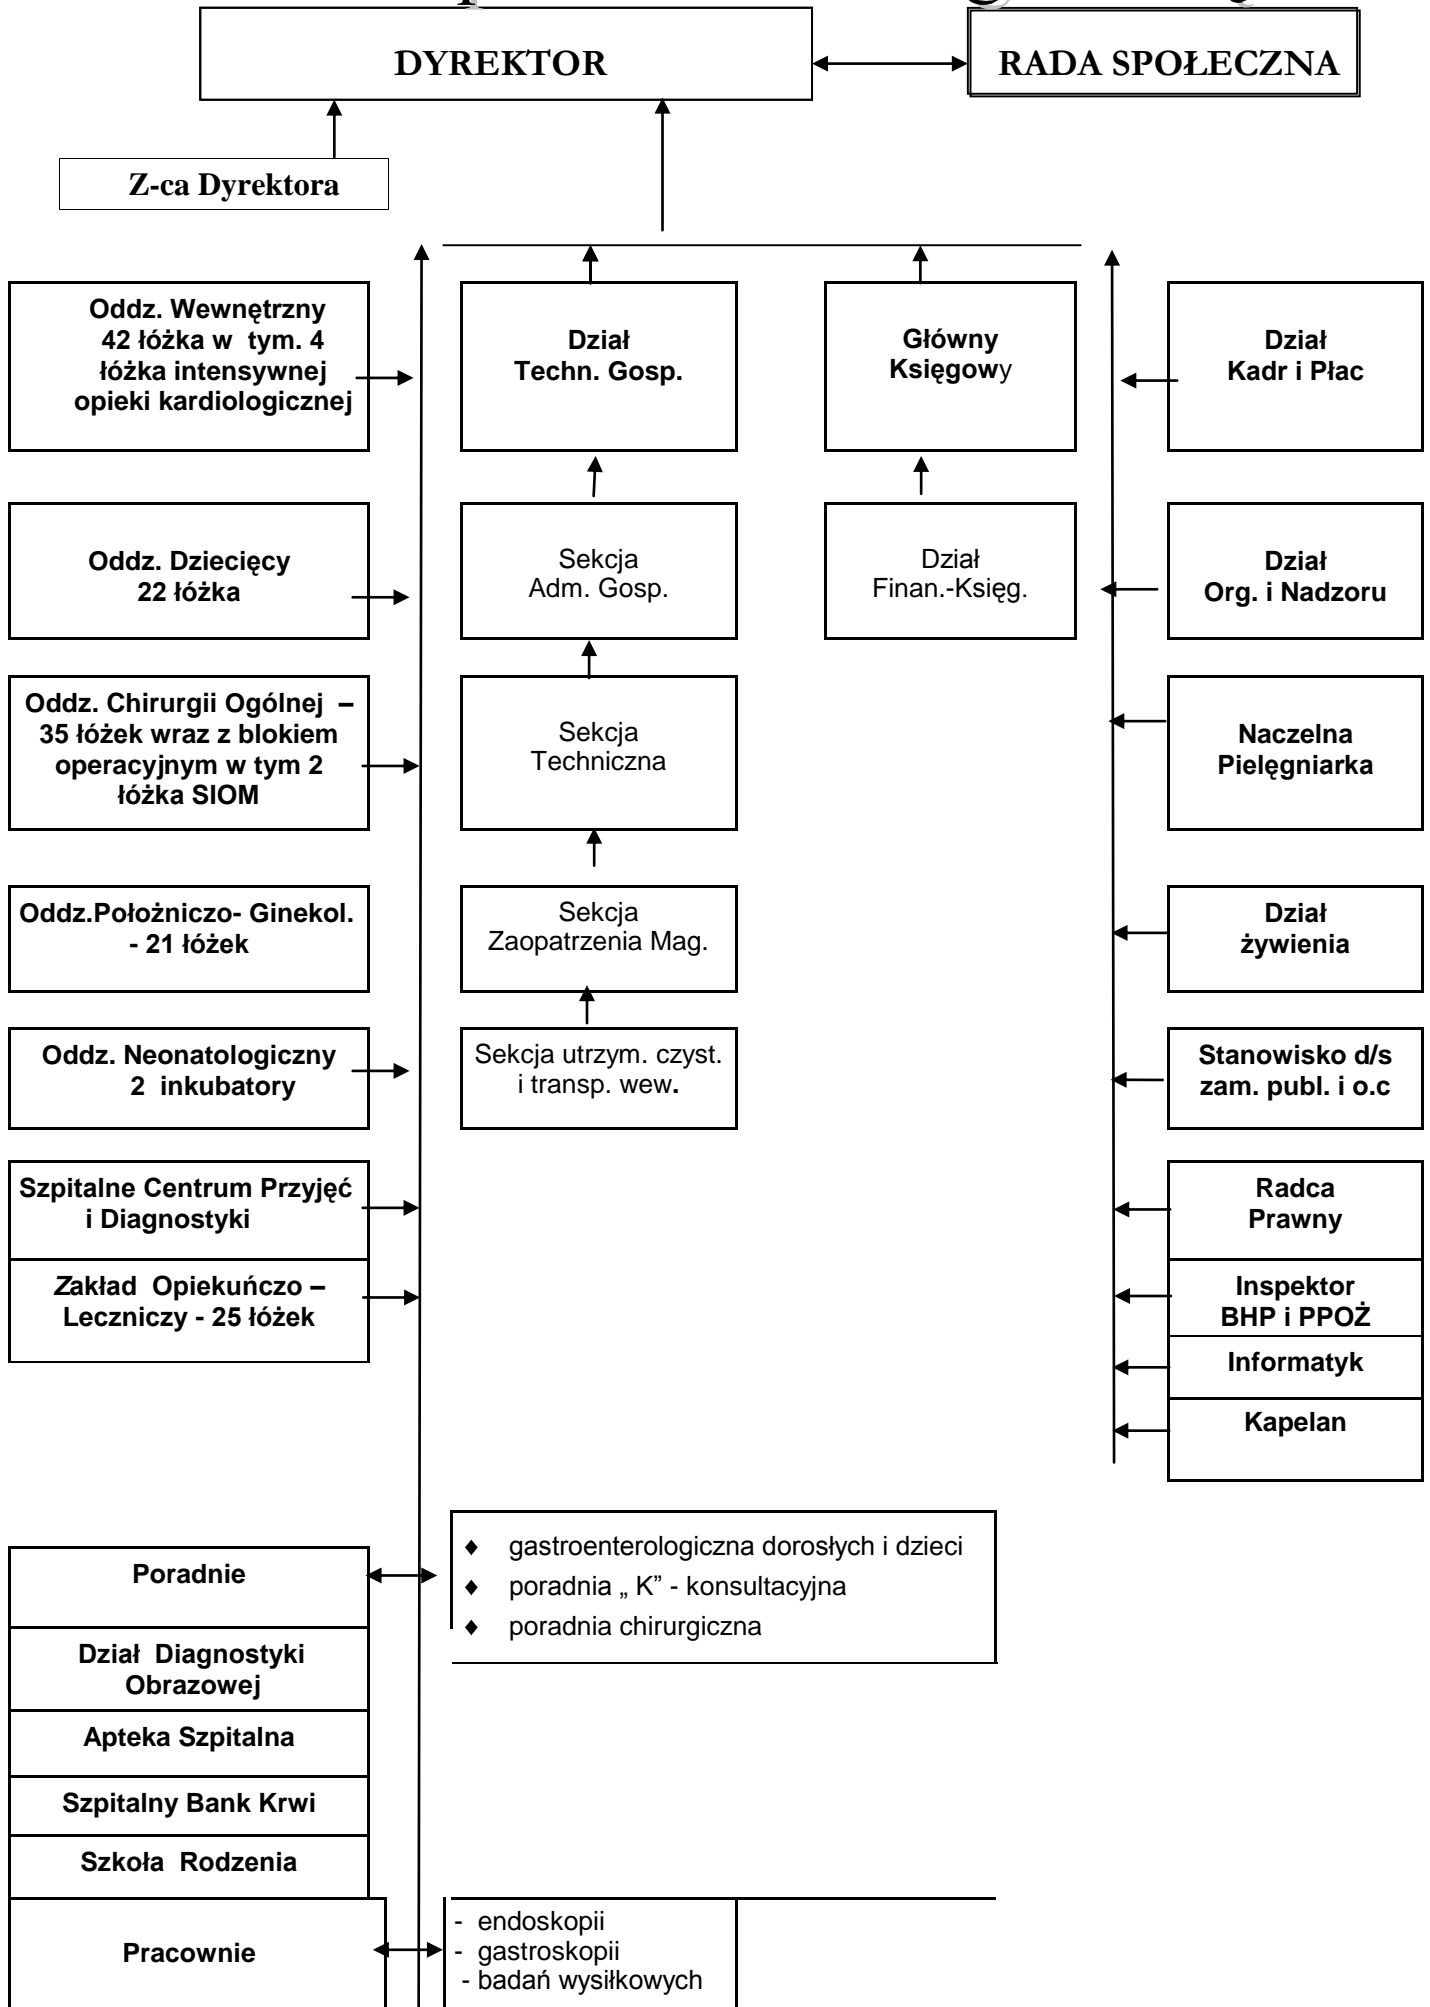 DYREKTOR
RADA SPOŁECZNA
Z-ca Dyrektora
Oddz. Wewnętrzny
42 łóżka w tym. 4
łóżka intensywnej
opieki kardiologicznej
Dział
Techn. Gosp.
Główny
Księgowy
Dział
Kadr i Płac
Oddz. Dziecięcy
22 łóżka
Sekcja
Adm. Gosp.
Dział
Finan.-Księg.
Dział
Org. i Nadzoru
Oddz. Chirurgii Ogólnej –
35 łóżek wraz z blokiem
operacyjnym w tym 2
łóżka SIOM
Sekcja
Techniczna
Naczelna
Pielęgniarka
Oddz.Położniczo- Ginekol.
- 21 łóżek
Sekcja
Zaopatrzenia Mag.
Dział
żywienia
Oddz. Neonatologiczny
2 inkubatory
Sekcja utrzym. czyst.
i transp. wew.
Stanowisko d/s
zam. publ. i o.c
Szpitalne Centrum Przyjęć
i Diagnostyki
Radca
Prawny
Zakład Opiekuńczo –
Leczniczy - 25 łóżek
Inspektor
BHP i PPOŻ
Informatyk
Kapelan
Poradnie
♦ gastroenterologiczna dorosłych i dzieci
♦ poradnia „ K” - konsultacyjna
♦ poradnia chirurgiczna
Dział Diagnostyki
Obrazowej
Apteka Szpitalna
Szpitalny Bank Krwi
Szkoła Rodzenia
Pracownie
- endoskopii
- gastroskopii
- badań wysiłkowych